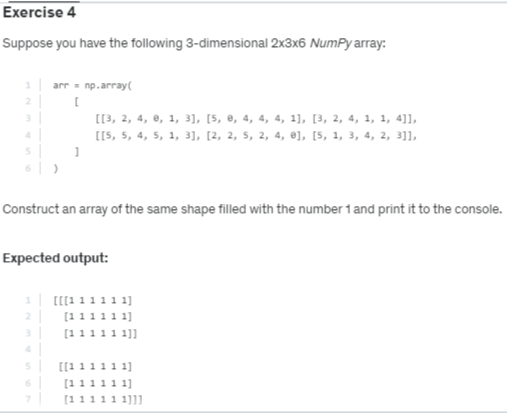 Exercise 4
Suppose you have the following 3-dimensional 2x3x6 NumPy array:
1 arr = np.array(
2 [
3 [[3, 2, 4, 0, 1, 3], [5, 0, 4, 4, 4, 1], [3, 2, 4, 1, 1, 4]],
4 [[5, 5, 4, 5, 1, 3], [2, 2, 5, 2, 4, 0], [5, 1, 3, 4, 2, 3]],
5 ]
6 )
Construct an array of the same shape filled with the number 1 and print it to the console.
Expected output:
1 [[[1 1 1 1 1 1]
2 [1 1 1 1 1 1]
3 [1 1 1 1 1 1]]
4
5 [[1 1 1 1 1 1]
6 [1 1 1 1 1 1]
7 [1 1 1 1 1 1]]]